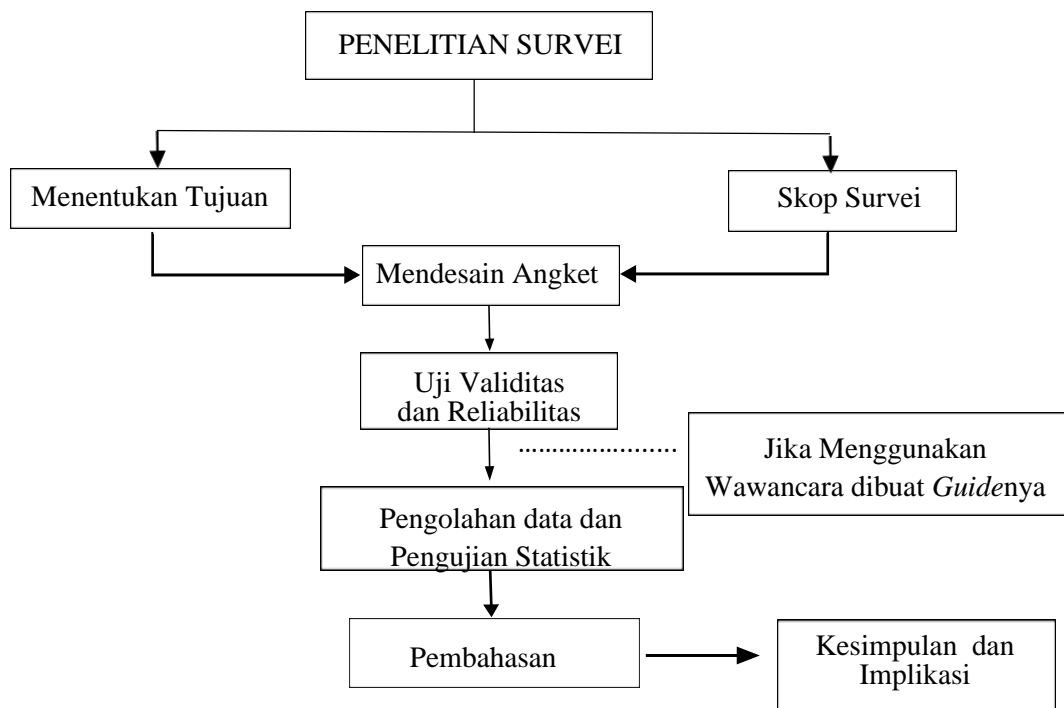 PENELITIAN SURVEI
Menentukan Tujuan
Skop Survei
Mendesain Angket
Uji Validitas
dan Reliabilitas
Jika Menggunakan
Wawancara dibuat Guidenya
Pengolahan data dan
Pengujian Statistik
Pembahasan
Kesimpulan dan
Implikasi